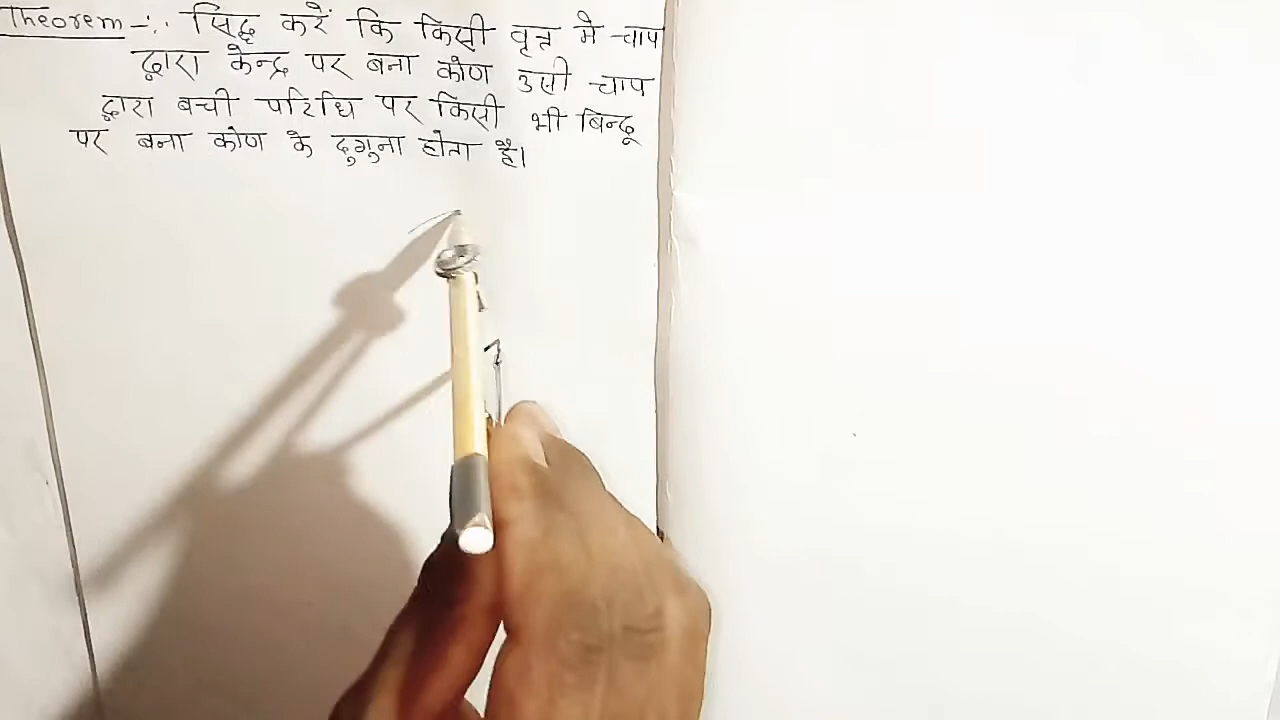 Theorem -:. सिद्ध करें कि किसी वृत्त मे चाप
द्वारा केन्द्र पर बना कोण उसी चाप
द्वारा बची परिधि पर किसी भी बिन्दू
पर बना कोण के दुगुना होता है।